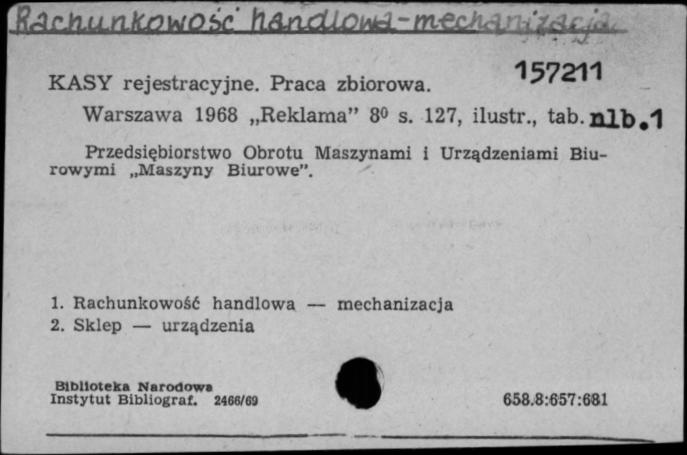 Rachunkowość handlowa-mechanizacja
157211
KASY rejestracyjne. Praca zbiorowa.
Warszawa 1968 „Reklama” 8⁰ s. 127, ilustr., tab. nlb.1
Przedsiębiorstwo Obrotu Maszynami i Urządzeniami Biu-
rowymi „Maszyny Biurowe”.
1. Rachunkowość handlowa — mechanizacja
2. Sklep — urządzenia
Biblioteka Narodowa
Instytut Bibliograf. 2466/69
658.8:657:681